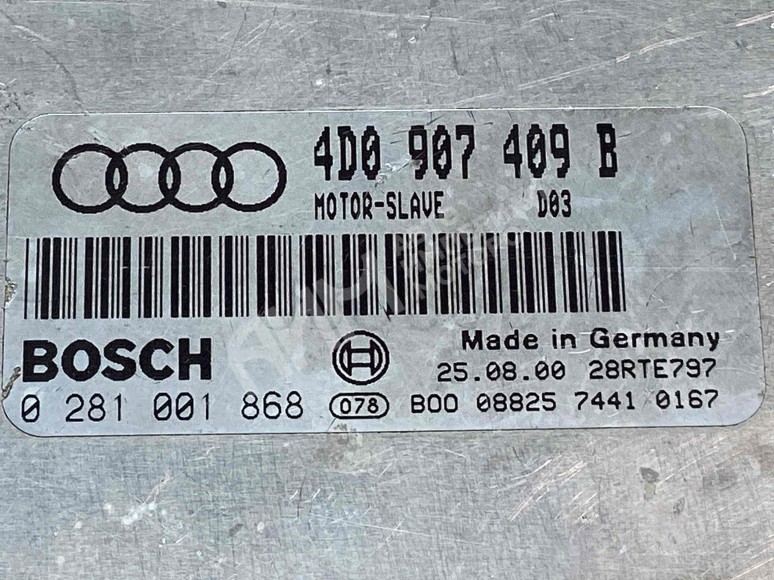 4D0 907 409 B
MOTOR-SLAVE D03
BOSCH
Made in Germany
25.08.00 28RTE797
0 281 001 868 078 B00 08825 7441 0167